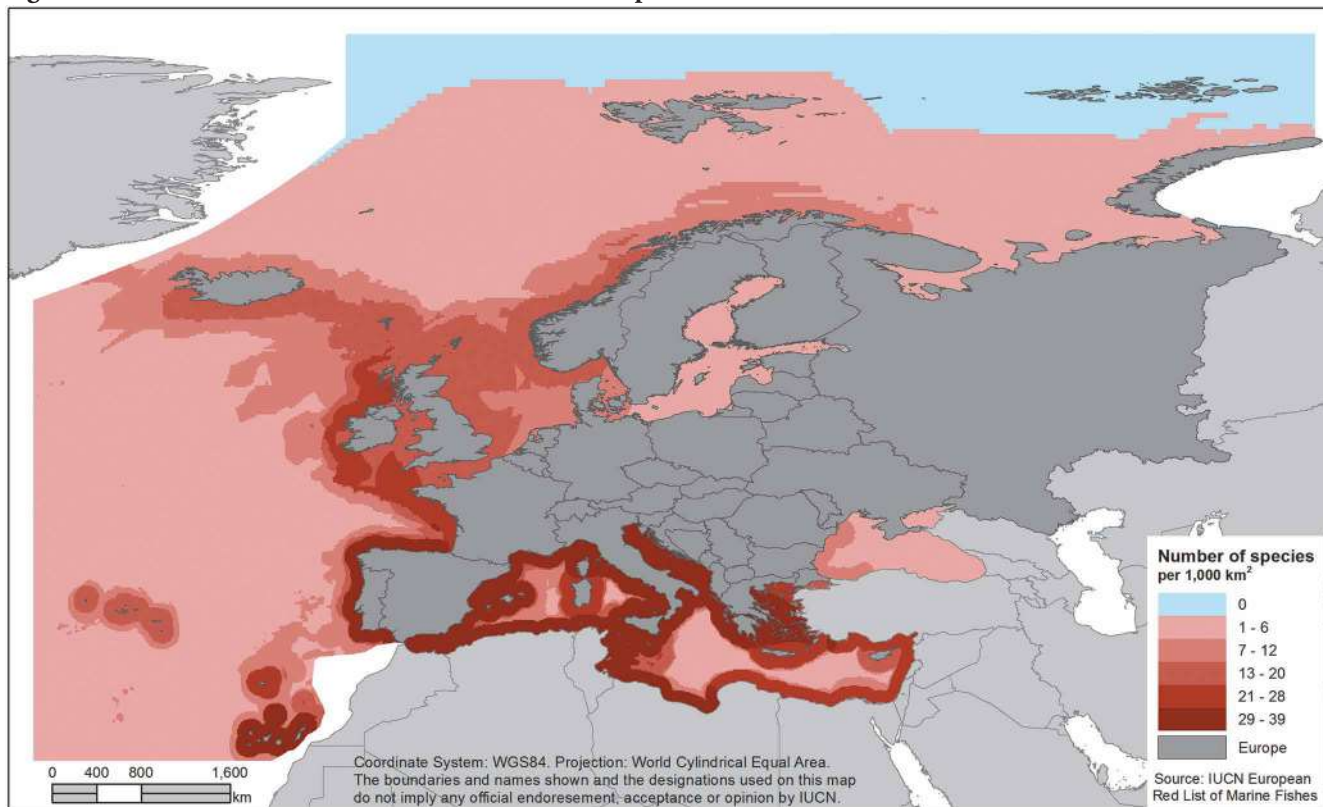 Number of species
per 1,000 km²
0
1 - 6
7 - 12
13 - 20
21 - 28
29 - 39
Europe
Source: IUCN European
Red List of Marine Fishes
Coordinate System: WGS84. Projection: World Cylindrical Equal Area.
The boundaries and names shown and the designations used on this map
do not imply any official endoresement, acceptance or opinion by IUCN.
0 400 800 1,600
km